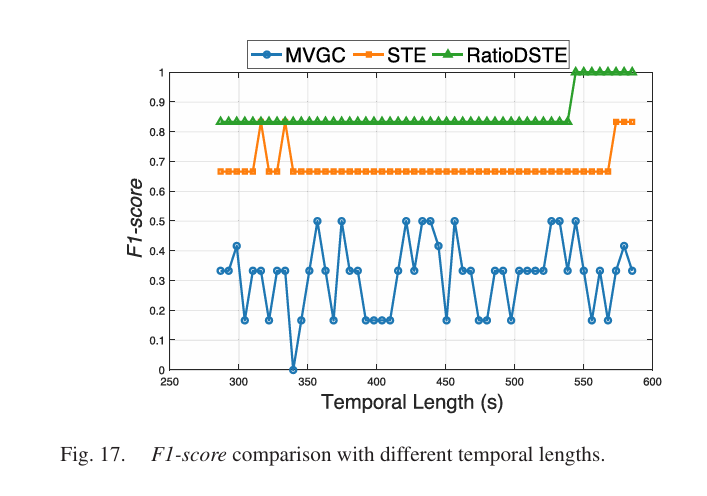 MVGC STE RatioDSTE
1
0.9
0.8
0.7
0.6
0.5
0.4
0.3
0.2
0.1
0
F1-score
250 300 350 400 450 500 550 600
Temporal Length (s)
Fig. 17. F1-score comparison with different temporal lengths.